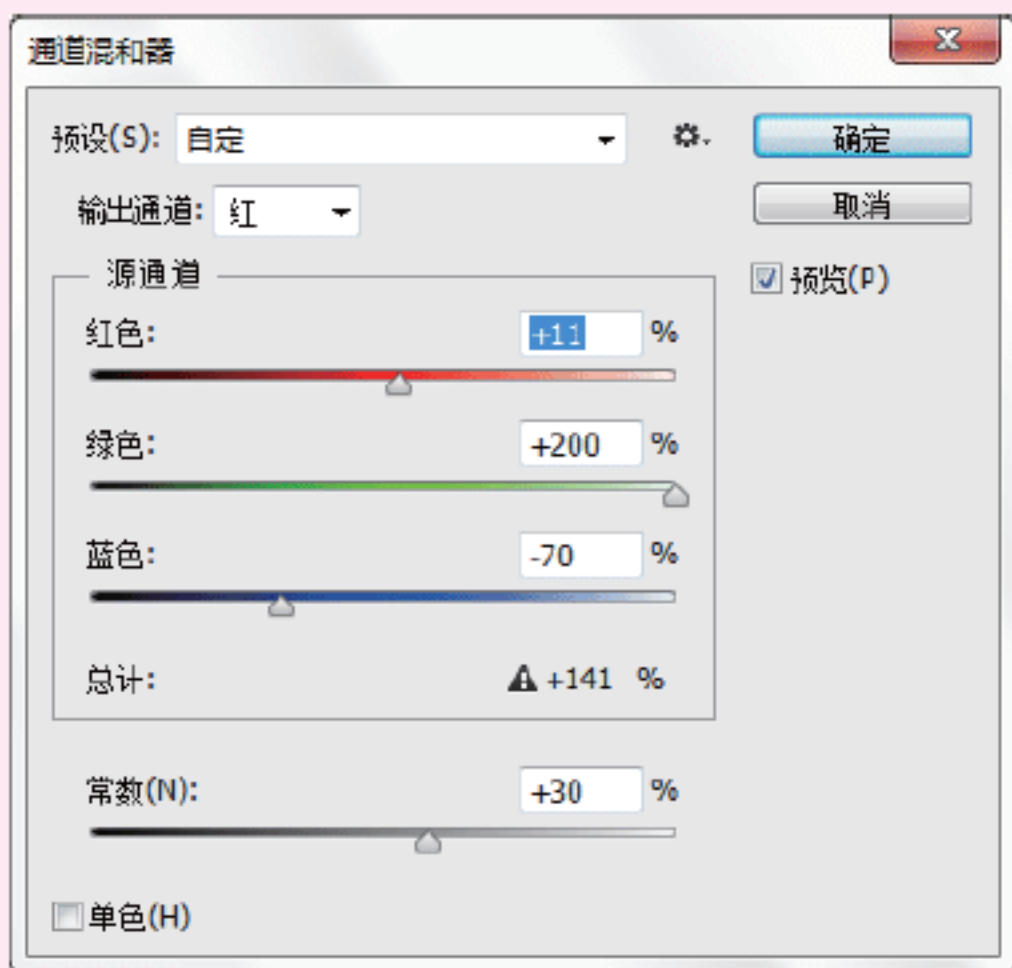 通道混和器
预设(S): 自定
确定
输出通道: 红
取消
源通道
预览(P)
红色: +11 %
绿色: +200 %
蓝色: -70 %
总计: +141 %
常数(N): +30 %
单色(H)